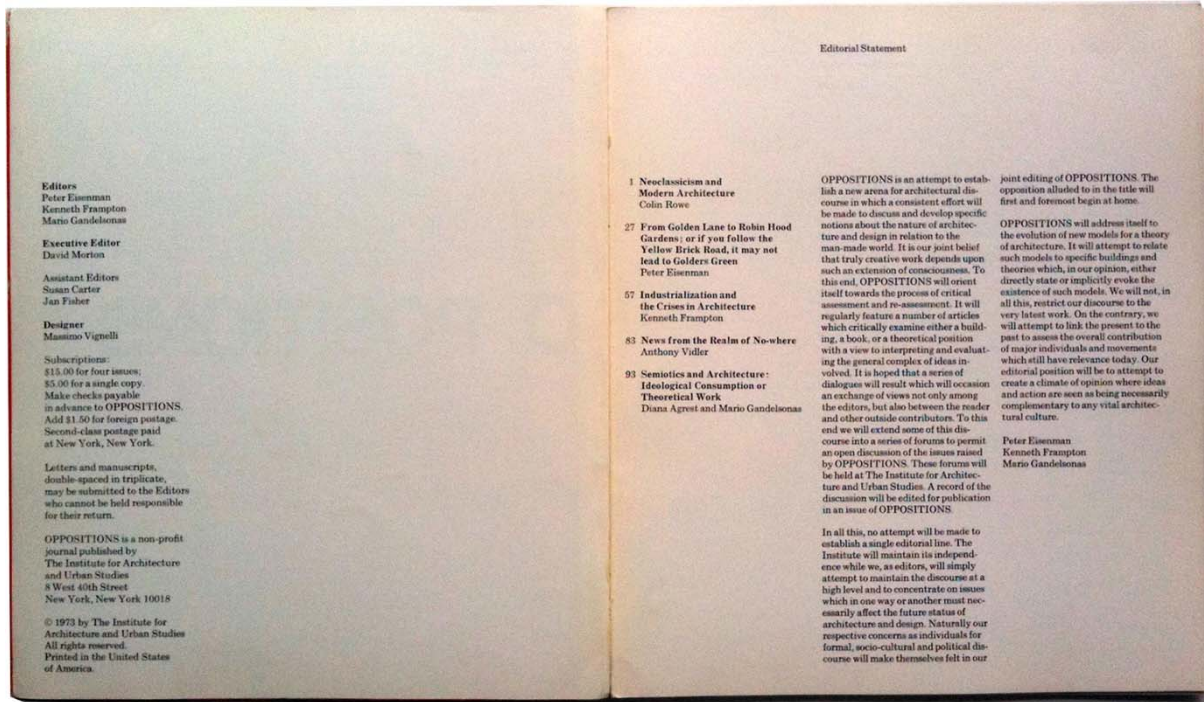 Editors
Peter Eisenman
Kenneth Frampton
Mario Gandelsonas
Executive Editor
David Morton
Assistant Editors
Susan Carter
Jan Fisher
Designer
Massimo Vignelli
Subscriptions:
$15.00 for four issues;
$5.00 for a single copy.
Make checks payable
in advance to OPPOSITIONS.
Add $1.50 for foreign postage.
Second-class postage paid
at New York, New York.
Letters and manuscripts,
double-spaced in triplicate,
may be submitted to the Editors
who cannot be held responsible
for their return.
OPPOSITIONS is a non-profit
journal published by
The Institute for Architecture
and Urban Studies
8 West 40th Street
New York, New York 10018
© 1973 by The Institute for
Architecture and Urban Studies
All rights reserved.
Printed in the United States
of America.
Editorial Statement
1 Neoclassicism and
Modern Architecture
Colin Rowe
27 From Golden Lane to Robin Hood
Gardens; or if you follow the
Yellow Brick Road, it may not
lead to Golders Green
Peter Eisenman
57 Industrialization and
the Crises in Architecture
Kenneth Frampton
83 News from the Realm of No-where
Anthony Vidler
93 Semiotics and Architecture:
Ideological Consumption or
Theoretical Work
Diana Agrest and Mario Gandelsonas
OPPOSITIONS is an attempt to estab-
lish a new arena for architectural dis-
course in which a consistent effort will
be made to discuss and develop specific
notions about the nature of architec-
ture and design in relation to the
man-made world. It is our joint belief
that truly creative work depends upon
such an extension of consciousness. To
this end, OPPOSITIONS will orient
itself towards the process of critical
assessment and re-assessment. It will
regularly feature a number of articles
which critically examine either a build-
ing, a book, or a theoretical position
with a view to interpreting and evaluat-
ing the general complex of ideas in-
volved. It is hoped that a series of
dialogues will result which will occasion
an exchange of views not only among
the editors, but also between the reader
and other outside contributors. To this
end we will extend some of this dis-
course into a series of forums to permit
an open discussion of the issues raised
by OPPOSITIONS. These forums will
be held at The Institute for Architec-
ture and Urban Studies. A record of the
discussion will be edited for publication
in an issue of OPPOSITIONS.
In all this, no attempt will be made to
establish a single editorial line. The
Institute will maintain its independ-
ence while we, as editors, will simply
attempt to maintain the discourse at a
high level and to concentrate on issues
which in one way or another must nec-
essarily affect the future status of
architecture and design. Naturally our
respective concerns as individuals for
formal, socio-cultural and political dis-
course will make themselves felt in our
joint editing of OPPOSITIONS. The
opposition alluded to in the title will
first and foremost begin at home.
OPPOSITIONS will address itself to
the evolution of new models for a theory
of architecture. It will attempt to relate
such models to specific buildings and
theories which, in our opinion, either
directly state or implicitly evoke the
existence of such models. We will not, in
all this, restrict our discourse to the
very latest work. On the contrary, we
will attempt to link the present to the
past to assess the overall contribution
of major individuals and movements
which still have relevance today. Our
editorial position will be to attempt to
create a climate of opinion where ideas
and action are seen as being necessarily
complementary to any vital architec-
tural culture.
Peter Eisenman
Kenneth Frampton
Mario Gandelsonas